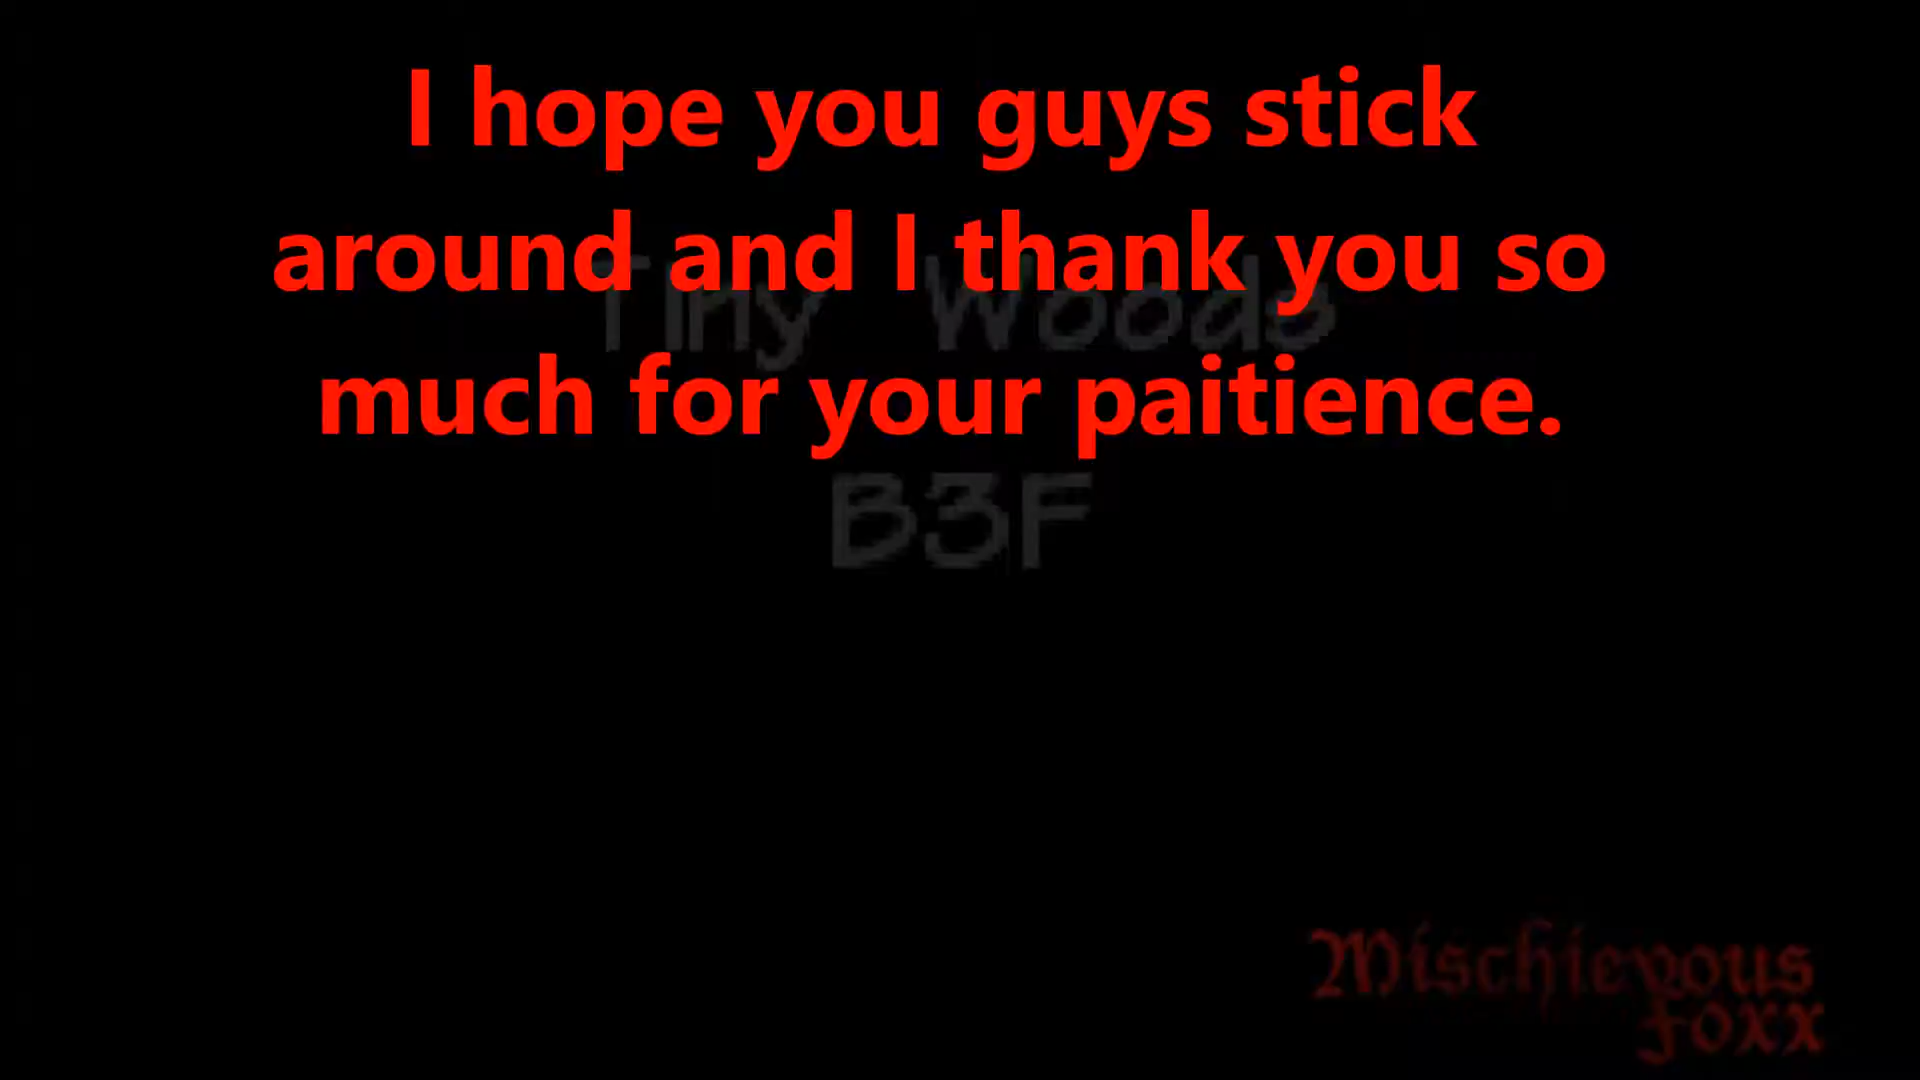 I hope you guys stick
around and I thank you so
much for your paitience.
Tiny Woods
B3F
Mischievous
Foxx